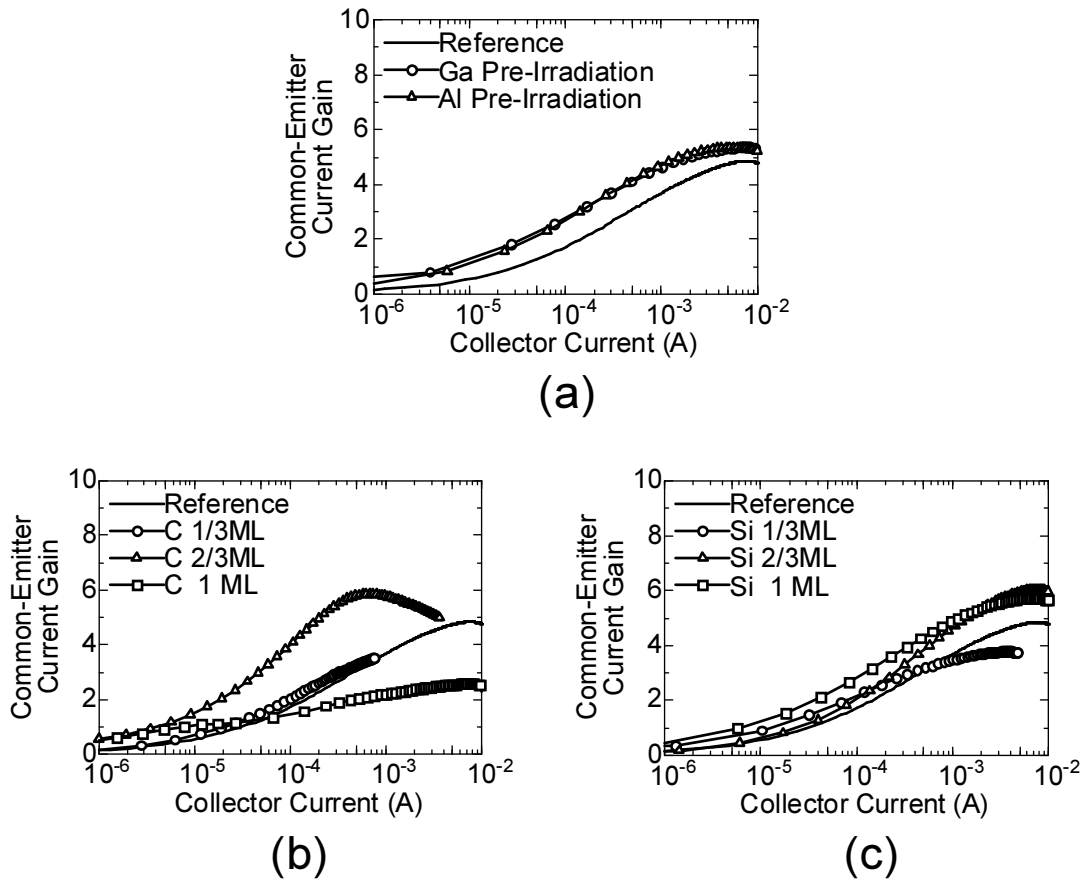 10
8
6
4
2
0
Common-Emitter
Current Gain
Reference
Ga Pre-Irradiation
Al Pre-Irradiation
10-6 10-5 10-4 10-3 10-2
Collector Current (A)
(a)
10
8
6
4
2
0
Common-Emitter
Current Gain
Reference
C 1/3ML
C 2/3ML
C 1 ML
10-6 10-5 10-4 10-3 10-2
Collector Current (A)
(b)
10
8
6
4
2
0
Common-Emitter
Current Gain
Reference
Si 1/3ML
Si 2/3ML
Si 1 ML
10-6 10-5 10-4 10-3 10-2
Collector Current (A)
(c)